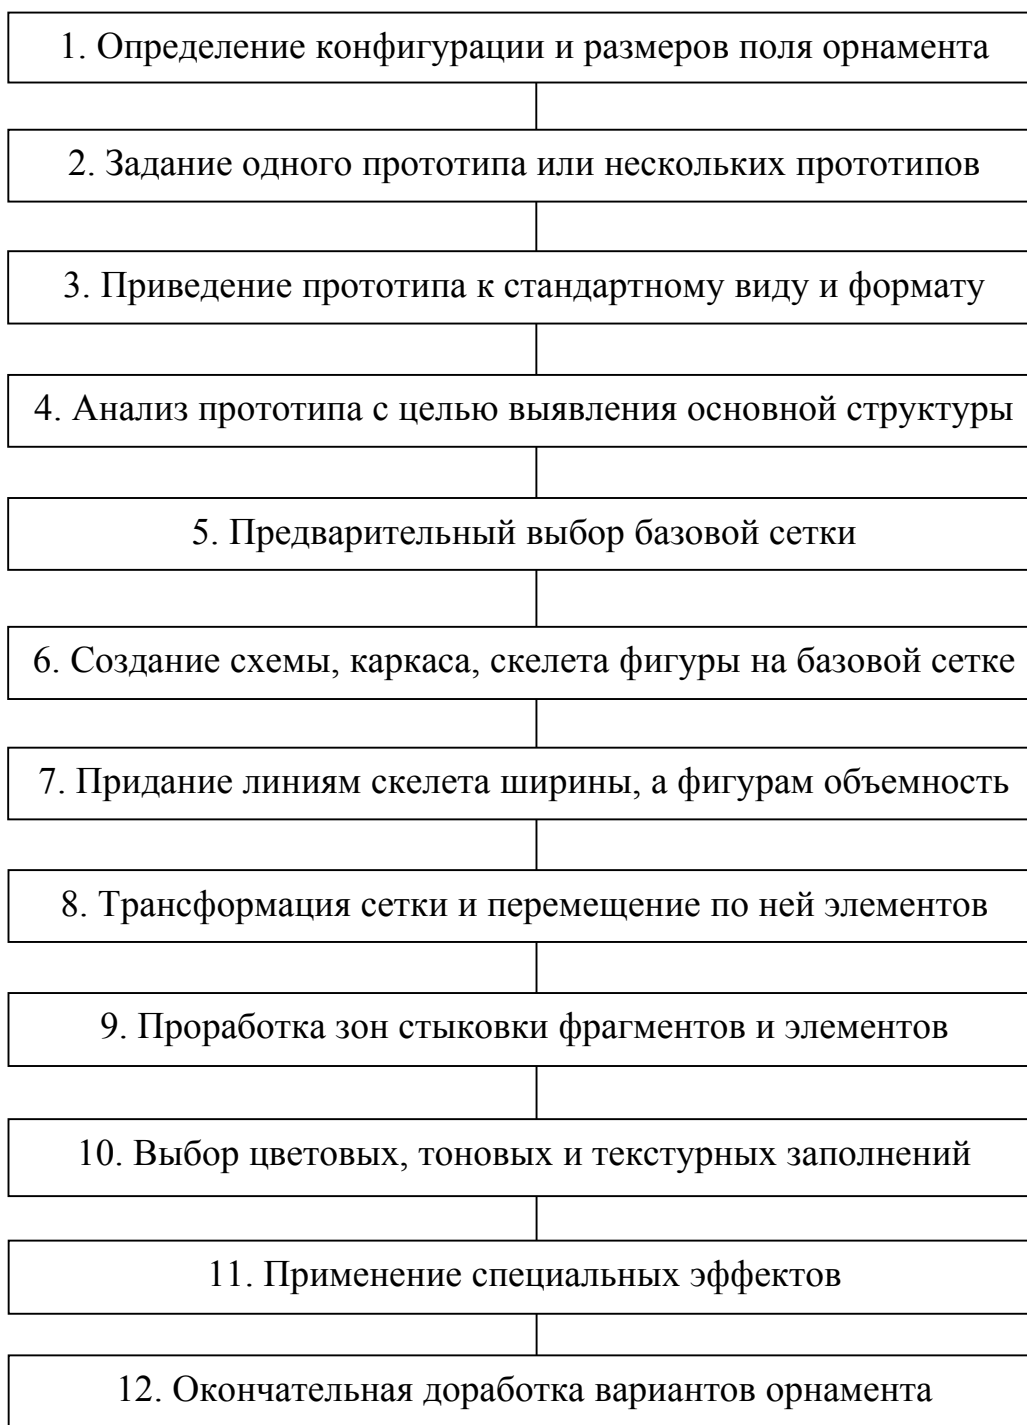 1. Определение конфигурации и размеров поля орнамента
2. Задание одного прототипа или нескольких прототипов
3. Приведение прототипа к стандартному виду и формату
4. Анализ прототипа с целью выявления основной структуры
5. Предварительный выбор базовой сетки
6. Создание схемы, каркаса, скелета фигуры на базовой сетке
7. Придание линиям скелета ширины, а фигурам объемность
8. Трансформация сетки и перемещение по ней элементов
9. Проработка зон стыковки фрагментов и элементов
10. Выбор цветовых, тоновых и текстурных заполнений
11. Применение специальных эффектов
12. Окончательная доработка вариантов орнамента